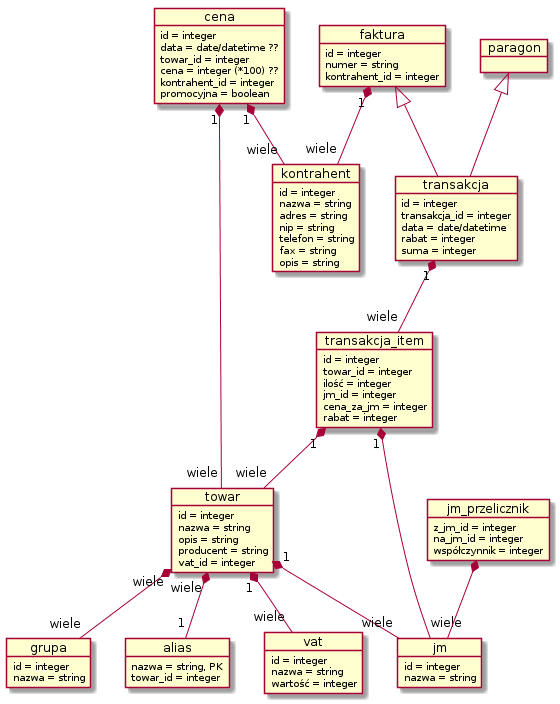 cena
id = integer
data = date/datetime ??
towar_id = integer
cena = integer (*100) ??
kontrahent_id = integer
promocyjna = boolean
faktura
id = integer
numer = string
kontrahent_id = integer
paragon
1
1
1
wiele
wiele
kontrahent
id = integer
nazwa = string
adres = string
nip = string
telefon = string
fax = string
opis = string
transakcja
id = integer
transakcja_id = integer
data = date/datetime
rabat = integer
suma = integer
1
wiele
transakcja_item
id = integer
towar_id = integer
ilość = integer
jm_id = integer
cena_za_jm = integer
rabat = integer
1
1
wiele
wiele
towar
id = integer
nazwa = string
opis = string
producent = string
vat_id = integer
jm_przelicznik
z_jm_id = integer
na_jm_id = integer
współczynnik = integer
1
wiele
wiele
1
wiele
1
wiele
wiele
wiele
grupa
id = integer
nazwa = string
alias
nazwa = string, PK
towar_id = integer
vat
id = integer
nazwa = string
wartość = integer
jm
id = integer
nazwa = string